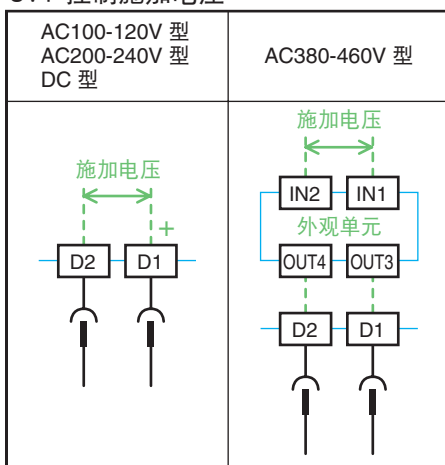 AC100-120V 型
AC200-240V 型
DC 型
AC380-460V 型
施加电压
+
D2 D1
施加电压
IN2 IN1
外观单元
OUT4 OUT3
D2 D1